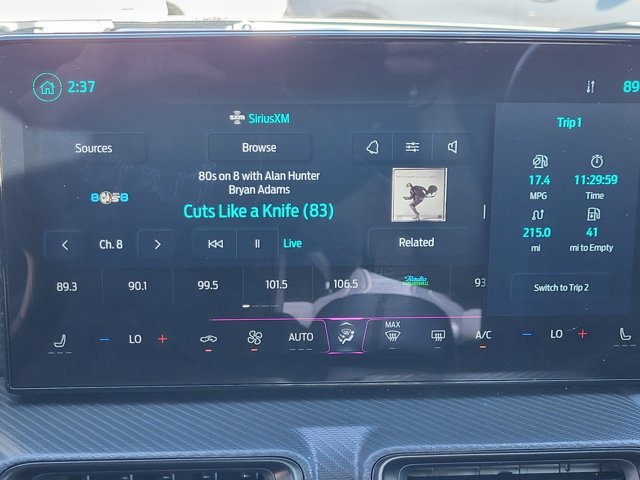 2:37
89
SXM SiriusXM
Trip 1
Sources
Browse
80s on 8 with Alan Hunter
Bryan Adams
Cuts Like a Knife (83)
17.4
MPG
11:29:59
Time
215.0
mi
41
mi to Empty
Ch. 8
Live
Related
89.3
90.1
99.5
101.5
106.5
Radio
93
Switch to Trip 2
LO
AUTO
MAX
A/C
LO